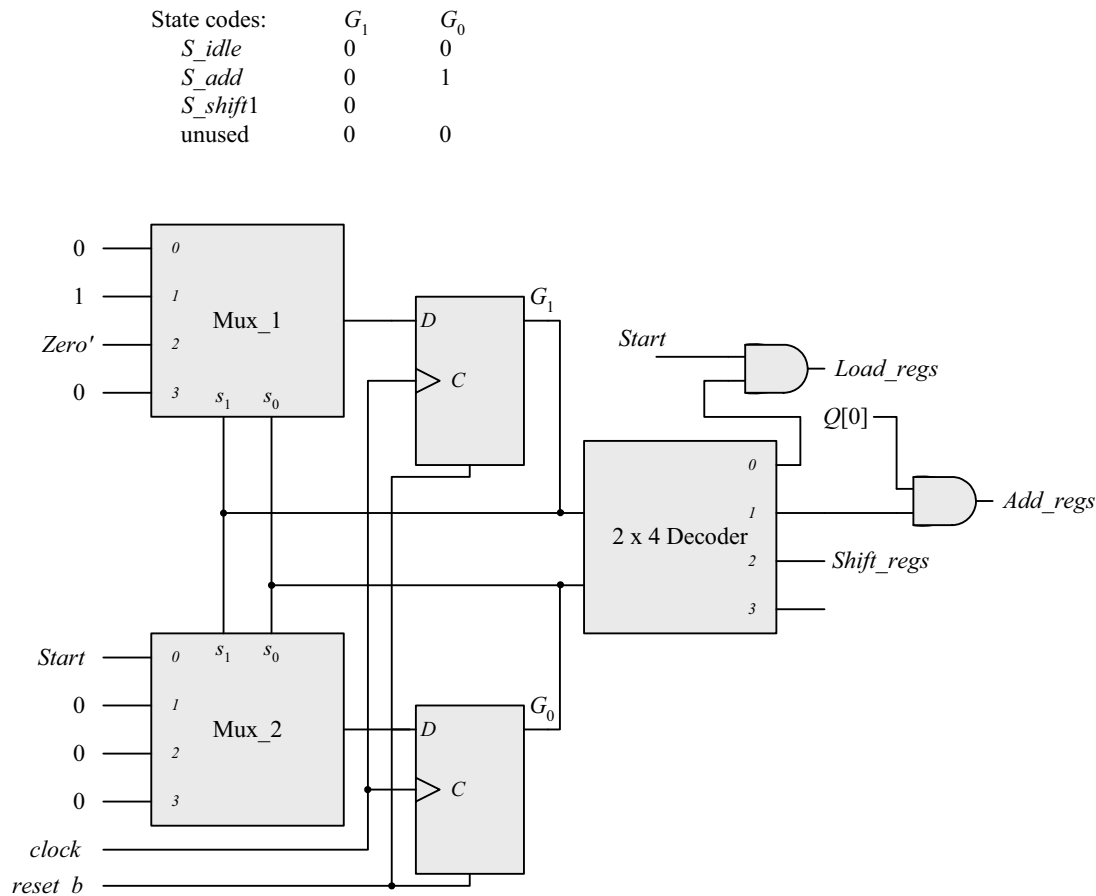 State codes: G1 G0
S_idle 0 0
S_add 0 1
S_shift1 0
unused 0 0
0 0
1 1
Zero' 2
0 3
Mux_1
s1 s0
D
C
G1
Start
Load_regs
Q[0]
Add_regs
2 x 4 Decoder
0
1
2
3
Shift_regs
Start 0
0 1
0 2
0 3
s1 s0
Mux_2
D
C
G0
clock
reset_b